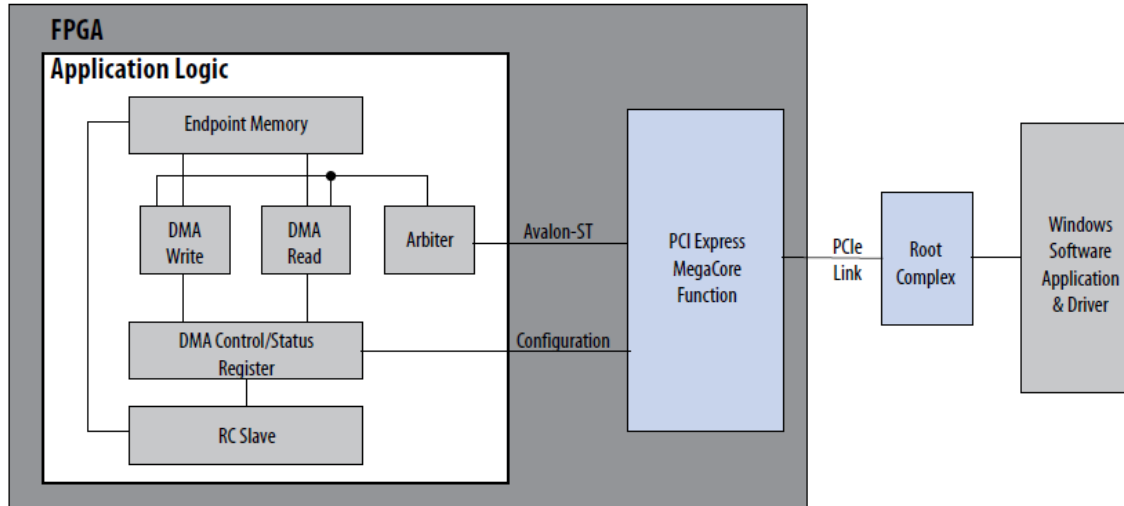 FPGA
Application Logic
Endpoint Memory
DMA
Write
DMA
Read
Arbiter
Avalon-ST
DMA Control/Status
Register
Configuration
RC Slave
PCI Express
MegaCore
Function
PCIe
Link
Root
Complex
Windows
Software
Application
& Driver